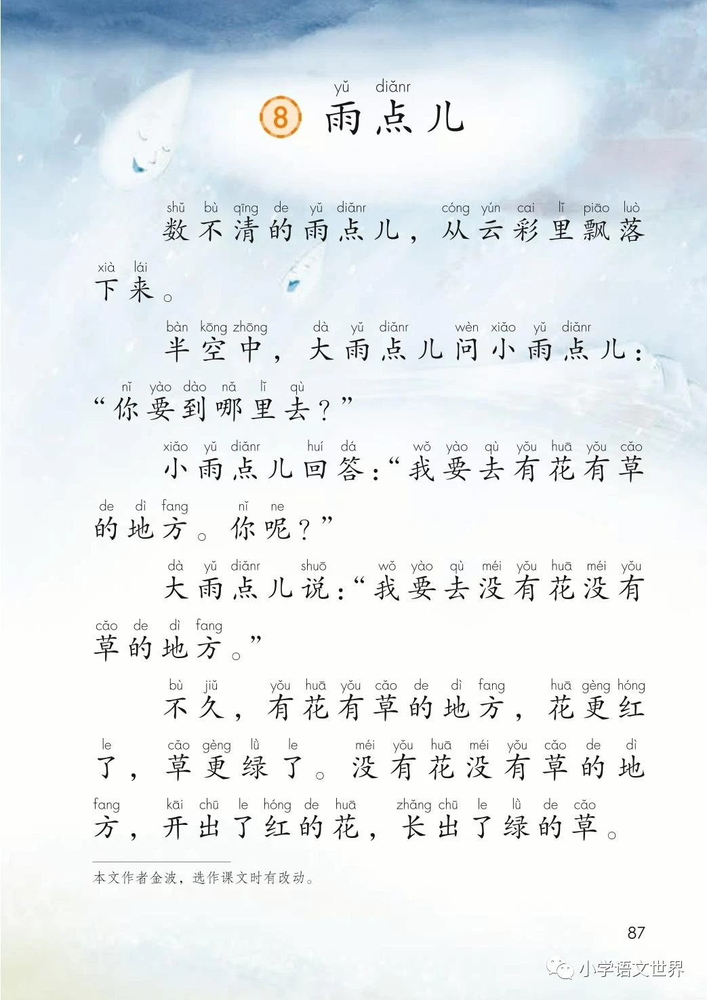 yǔ diǎnr
8 雨点儿
shǔ bù qīng de yǔ diǎnr cóng yún cai lǐ piāo luò
数不清的雨点儿，从云彩里飘落
xià lái
下来。
bàn kōng zhōng dà yǔ diǎnr wèn xiǎo yǔ diǎnr
半空中，大雨点儿问小雨点儿：
nǐ yào dào nǎ lǐ qù
“你要到哪里去？”
xiǎo yǔ diǎnr huí dá wǒ yào qù yǒu huā yǒu cǎo
小雨点儿回答：“我要去有花有草
de dì fang nǐ ne
的地方。你呢？”
dà yǔ diǎnr shuō wǒ yào qù méi yǒu huā méi yǒu
大雨点儿说：“我要去没有花没有
cǎo de dì fang
草的地方。”
bù jiǔ yǒu huā yǒu cǎo de dì fang huā gèng hóng
不久，有花有草的地方，花更红
le cǎo gèng lǜ le méi yǒu huā méi yǒu cǎo de dì
了，草更绿了。没有花没有草的地
fang kāi chū le hóng de huā zhǎng chū le lǜ de cǎo
方，开出了红的花，长出了绿的草。
本文作者金波，选作课文时有改动。
87
小学语文世界